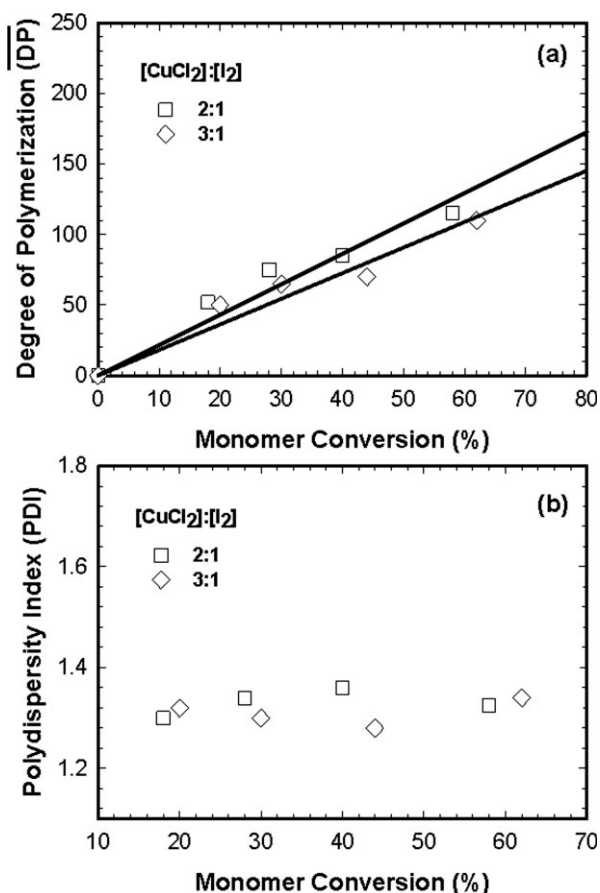 250
200
150
100
50
0
Degree of Polymerization (DP)
(a)
[CuCl₂]:[I₂]
2:1
3:1
0 10 20 30 40 50 60 70 80
Monomer Conversion (%)
1.8
1.6
1.4
1.2
Polydispersity Index (PDI)
(b)
[CuCl₂]:[I₂]
2:1
3:1
10 20 30 40 50 60 70
Monomer Conversion (%)